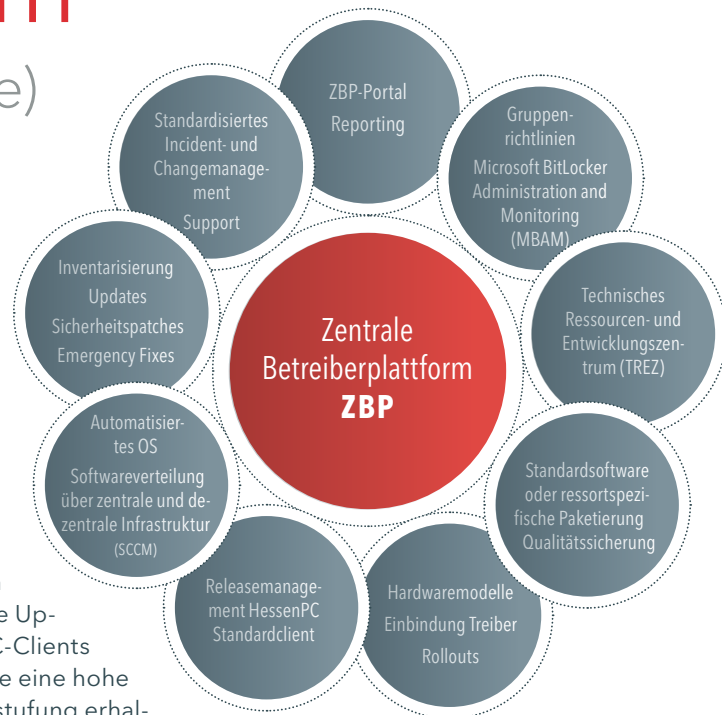 e)
ZBP-Portal
Reporting
Gruppen-
richtlinien
Microsoft BitLocker
Administration and
Monitoring
(MBAM)
Technisches
Ressourcen- und
Entwicklungszen-
trum (TREZ)
Standardsoftware
oder ressortspezi-
fische Paketierung
Qualitätssicherung
Hardwaremodelle
Einbindung Treiber
Rollouts
Releasemanage-
ment HessenPC
Standardclient
Automatisier-
tes OS
Softwareverteilung
über zentrale und de-
zentrale Infrastruktur
(SCCM)
Inventarisierung
Updates
Sicherheitspatches
Emergency Fixes
Standardisiertes
Incident- und
Changemanage-
ment
Support
Zentrale
Betreiberplattform
ZBP
e Up-
C-Clients
e eine hohe
stufung erhal-